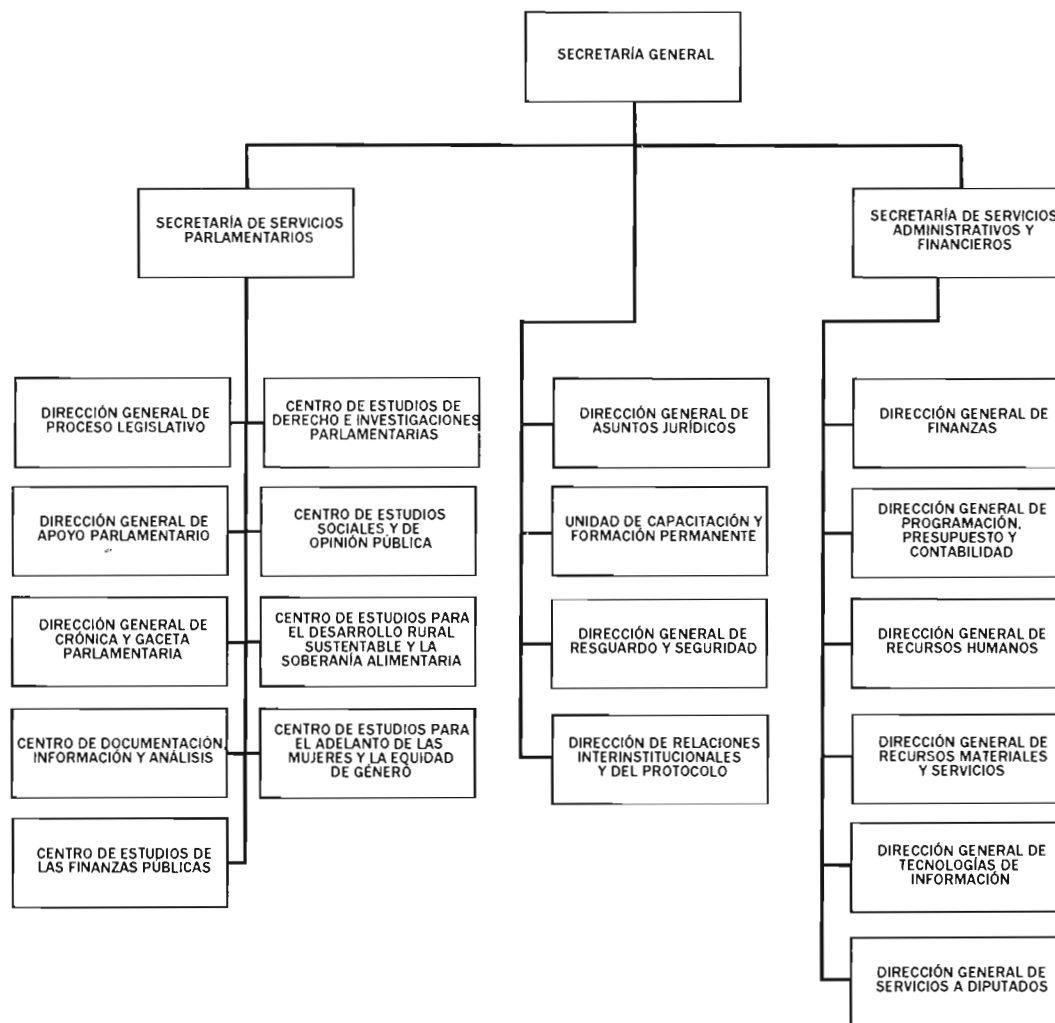 SECRETARÍA GENERAL
SECRETARÍA DE SERVICIOS
PARLAMENTARIOS
SECRETARÍA DE SERVICIOS
ADMINISTRATIVOS Y
FINANCIEROS
DIRECCIÓN GENERAL DE
PROCESO LEGISLATIVO
CENTRO DE ESTUDIOS DE
DERECHO E INVESTIGACIONES
PARLAMENTARIAS
DIRECCIÓN GENERAL DE
ASUNTOS JURÍDICOS
DIRECCIÓN GENERAL DE
FINANZAS
DIRECCIÓN GENERAL DE
APOYO PARLAMENTARIO
CENTRO DE ESTUDIOS
SOCIALES Y DE
OPINIÓN PÚBLICA
UNIDAD DE CAPACITACIÓN Y
FORMACIÓN PERMANENTE
DIRECCIÓN GENERAL DE
PROGRAMACIÓN,
PRESUPUESTO Y
CONTABILIDAD
DIRECCIÓN GENERAL DE
CRÓNICA Y GACETA
PARLAMENTARIA
CENTRO DE ESTUDIOS PARA
EL DESARROLLO RURAL
SUSTENTABLE Y LA
SOBERANÍA ALIMENTARIA
DIRECCIÓN GENERAL DE
RESGUARDO Y SEGURIDAD
DIRECCIÓN GENERAL DE
RECURSOS HUMANOS
CENTRO DE DOCUMENTACIÓN,
INFORMACIÓN Y ANÁLISIS
CENTRO DE ESTUDIOS PARA
EL ADELANTO DE LAS
MUJERES Y LA EQUIDAD
DE GÉNERO
DIRECCIÓN DE RELACIONES
INTERINSTITUCIONALES
Y DEL PROTOCOLO
DIRECCIÓN GENERAL DE
RECURSOS MATERIALES
Y SERVICIOS
CENTRO DE ESTUDIOS DE
LAS FINANZAS PÚBLICAS
DIRECCIÓN GENERAL DE
TECNOLOGÍAS DE
INFORMACIÓN
DIRECCIÓN GENERAL DE
SERVICIOS A DIPUTADOS